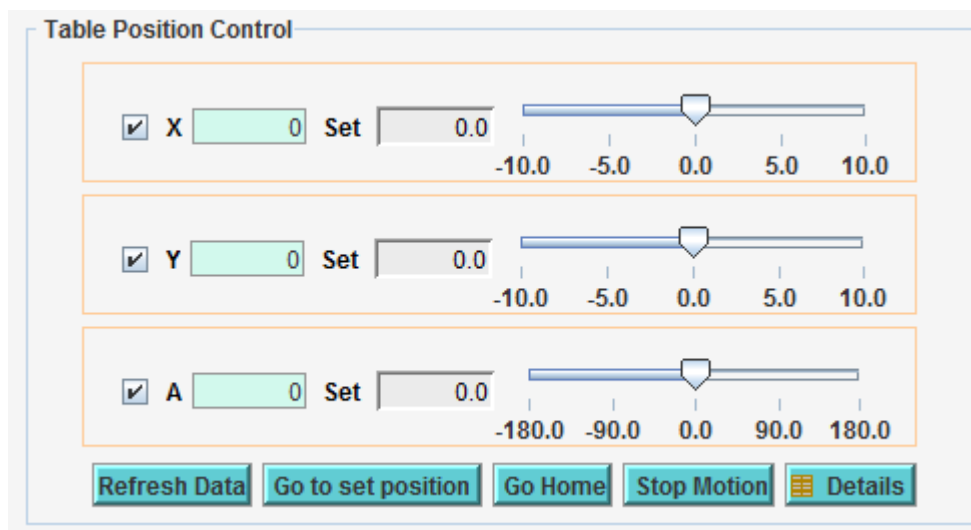 Table Position Control
X 0 Set 0.0
-10.0 -5.0 0.0 5.0 10.0
Y 0 Set 0.0
-10.0 -5.0 0.0 5.0 10.0
A 0 Set 0.0
-180.0 -90.0 0.0 90.0 180.0
Refresh Data Go to set position Go Home Stop Motion Details